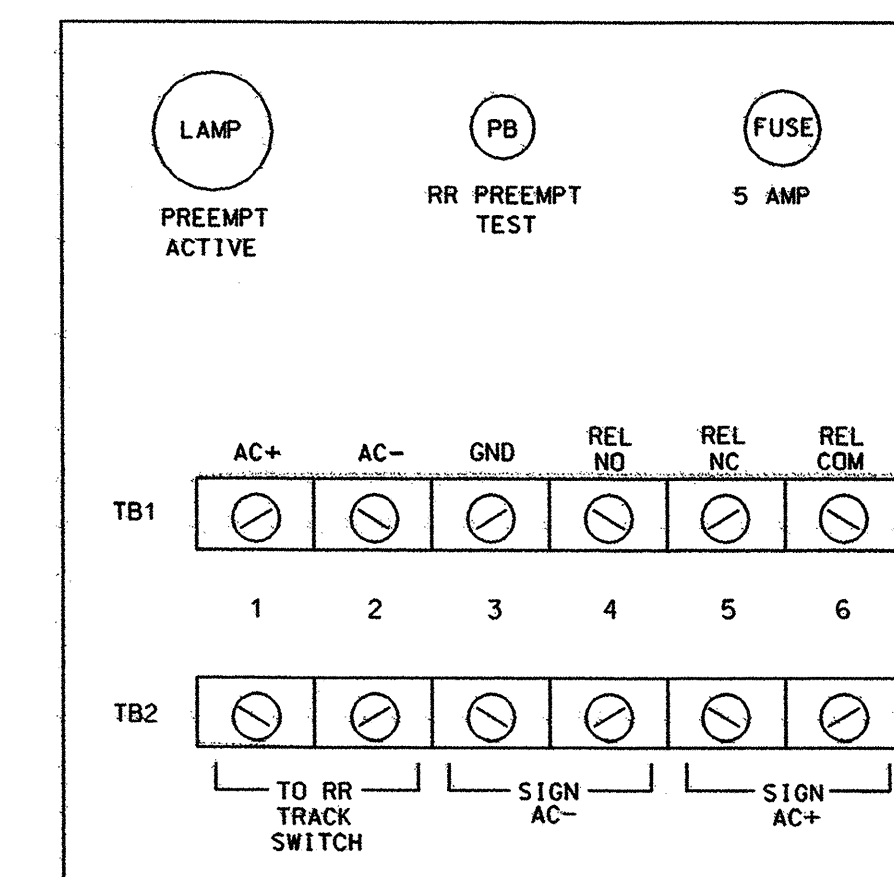 LAMP
PB
FUSE
PREEMPT
ACTIVE
RR PREEMPT
TEST
5 AMP
AC+
AC-
GND
REL
NO
REL
NC
REL
COM
TB1
1 2 3 4 5 6
TB2
TO RR
TRACK
SWITCH
SIGN
AC-
SIGN
AC+